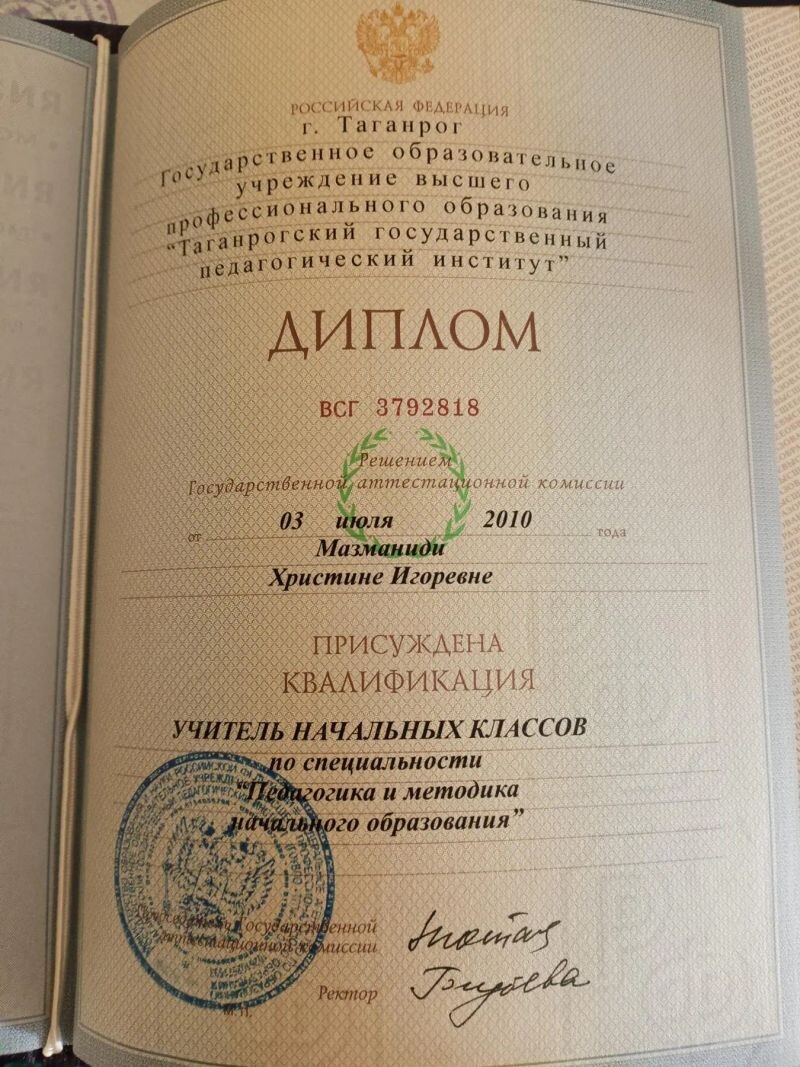 РОССИЙСКАЯ ФЕДЕРАЦИЯ
г. Таганрог
Государственное образовательное
учреждение высшего
профессионального образования
“Таганрогский государственный
педагогический институт”
ДИПЛОМ
ВСГ 3792818
Решением
Государственной аттестационной комиссии
от 03 июля 2010 года
Мазманиди
Христине Игоревне
ПРИСУЖДЕНА
КВАЛИФИКАЦИЯ
УЧИТЕЛЬ НАЧАЛЬНЫХ КЛАССОВ
по специальности
“Педагогика и методика
начального образования”
Председатель Государственной
аттестационной комиссии
Ректор
М. П.